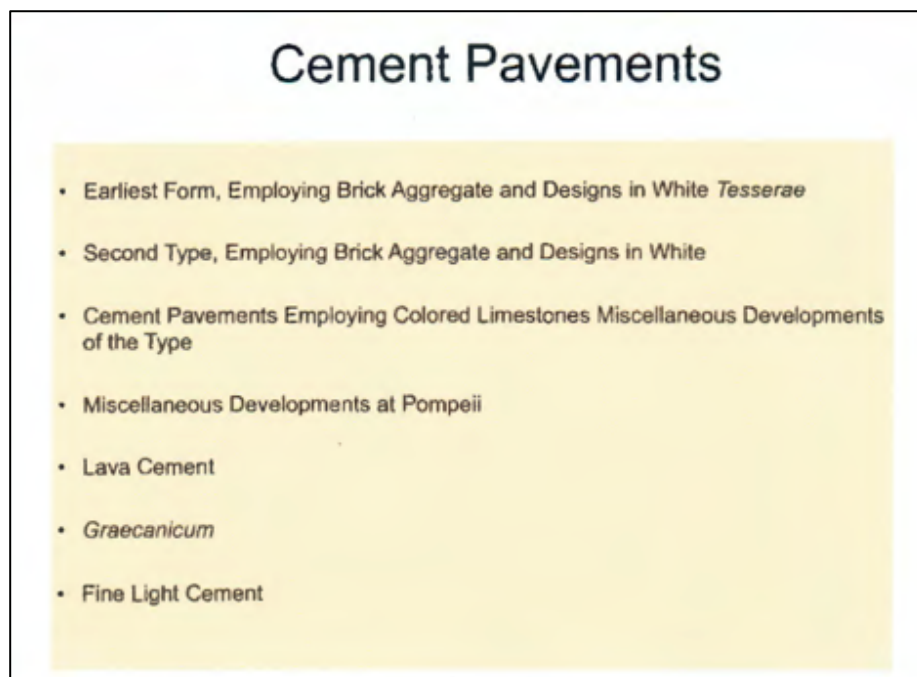 Cement Pavements
• Earliest Form, Employing Brick Aggregate and Designs in White Tesserae
• Second Type, Employing Brick Aggregate and Designs in White
• Cement Pavements Employing Colored Limestones Miscellaneous Developments
of the Type
• Miscellaneous Developments at Pompeii
• Lava Cement
• Graecanicum
• Fine Light Cement